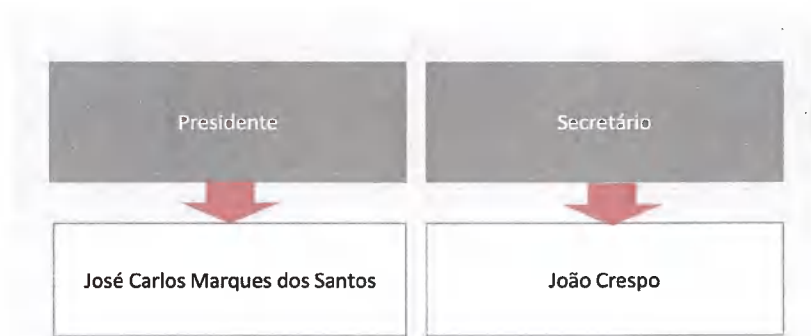 Presidente
Secretário
José Carlos Marques dos Santos
João Crespo